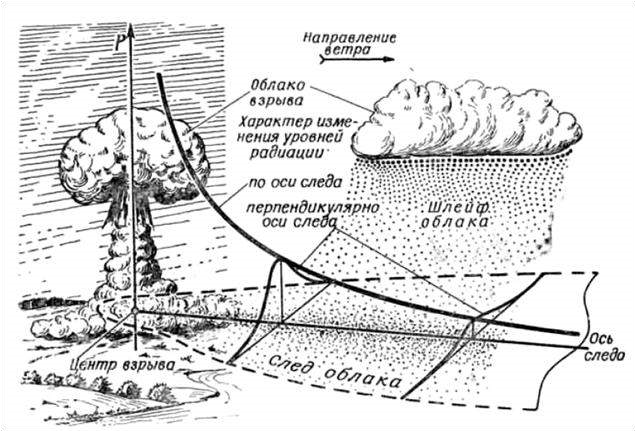 Р
Направление
ветра
Облако
взрыва
Характер изме-
нения уровней
радиации:
по оси следа
перпендикулярно
оси следа
Шлейф
облака
Центр взрыва
след облака
Ось
следа